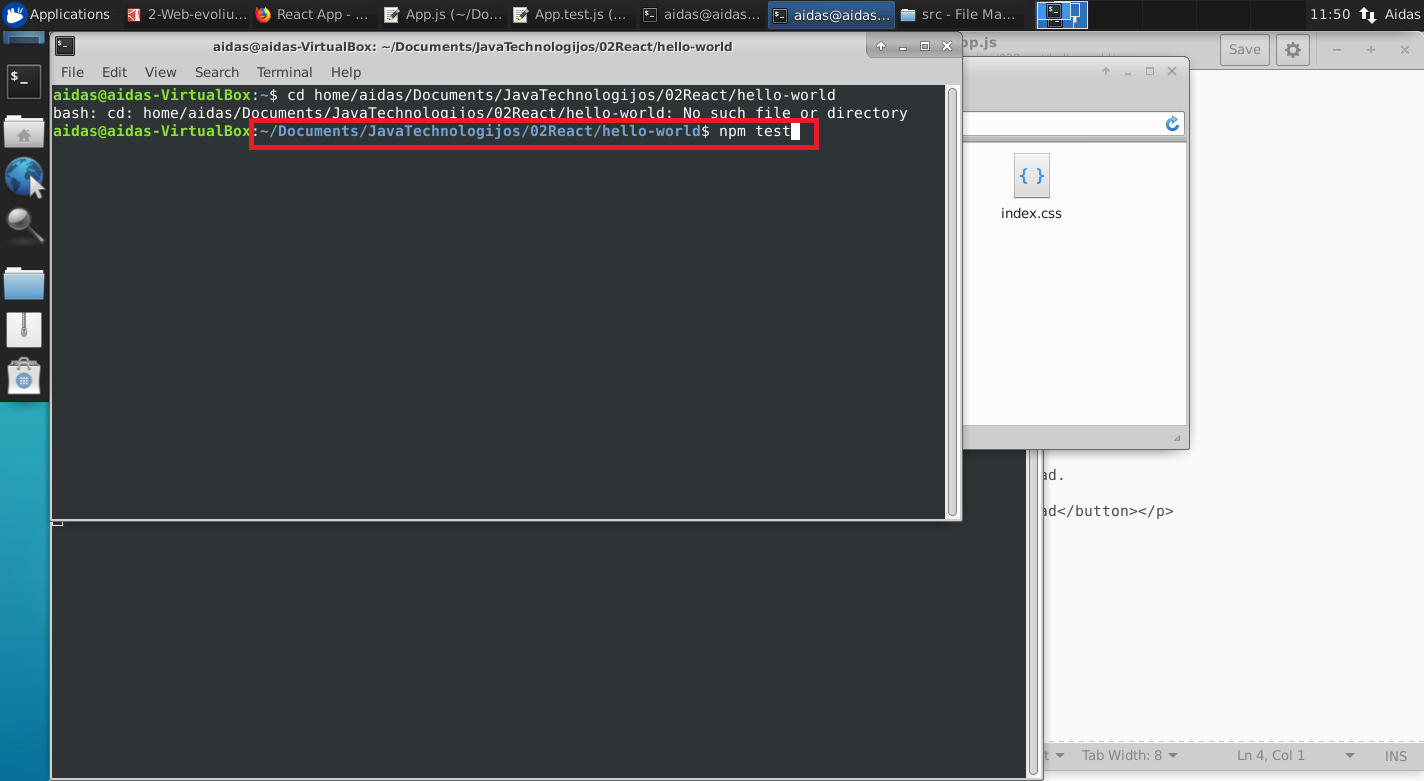 Applications
2-Web-evoliu...
React App - ...
App.js (~/Do...
App.test.js (...
aidas@aidas...
aidas@aidas...
src - File Ma...
11:50
Aidas
aidas@aidas-VirtualBox: ~/Documents/JavaTechnologijos/02React/hello-world
File Edit View Search Terminal Help
aidas@aidas-VirtualBox:~$ cd home/aidas/Documents/JavaTechnologijos/02React/hello-world
bash: cd: home/aidas/Documents/JavaTechnologijos/02React/hello-world: No such file or directory
aidas@aidas-VirtualBox:~/Documents/JavaTechnologijos/02React/hello-world$ npm test
pp.js
Save
{ }
index.css
ad.
ad</button></p>
t
Tab Width: 8
Ln 4, Col 1
INS